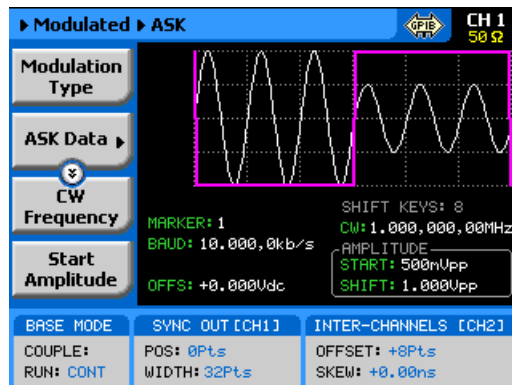 Modulated ASK
GPIB
CH 1
50 Ω
Modulation
Type
ASK Data
CW
Frequency
Start
Amplitude
MARKER: 1
BAUD: 10.000,0kb/s
OFFS: +0.000Vdc
SHIFT KEYS: 8
CW: 1.000,000,00MHz
AMPLITUDE
START: 500mVpp
SHIFT: 1.000Vpp
BASE MODE
COUPLE:
RUN: CONT
SYNC OUT [CH1]
POS: 0Pts
WIDTH: 32Pts
INTER-CHANNELS [CH2]
OFFSET: +8Pts
SKEW: +0.00ns